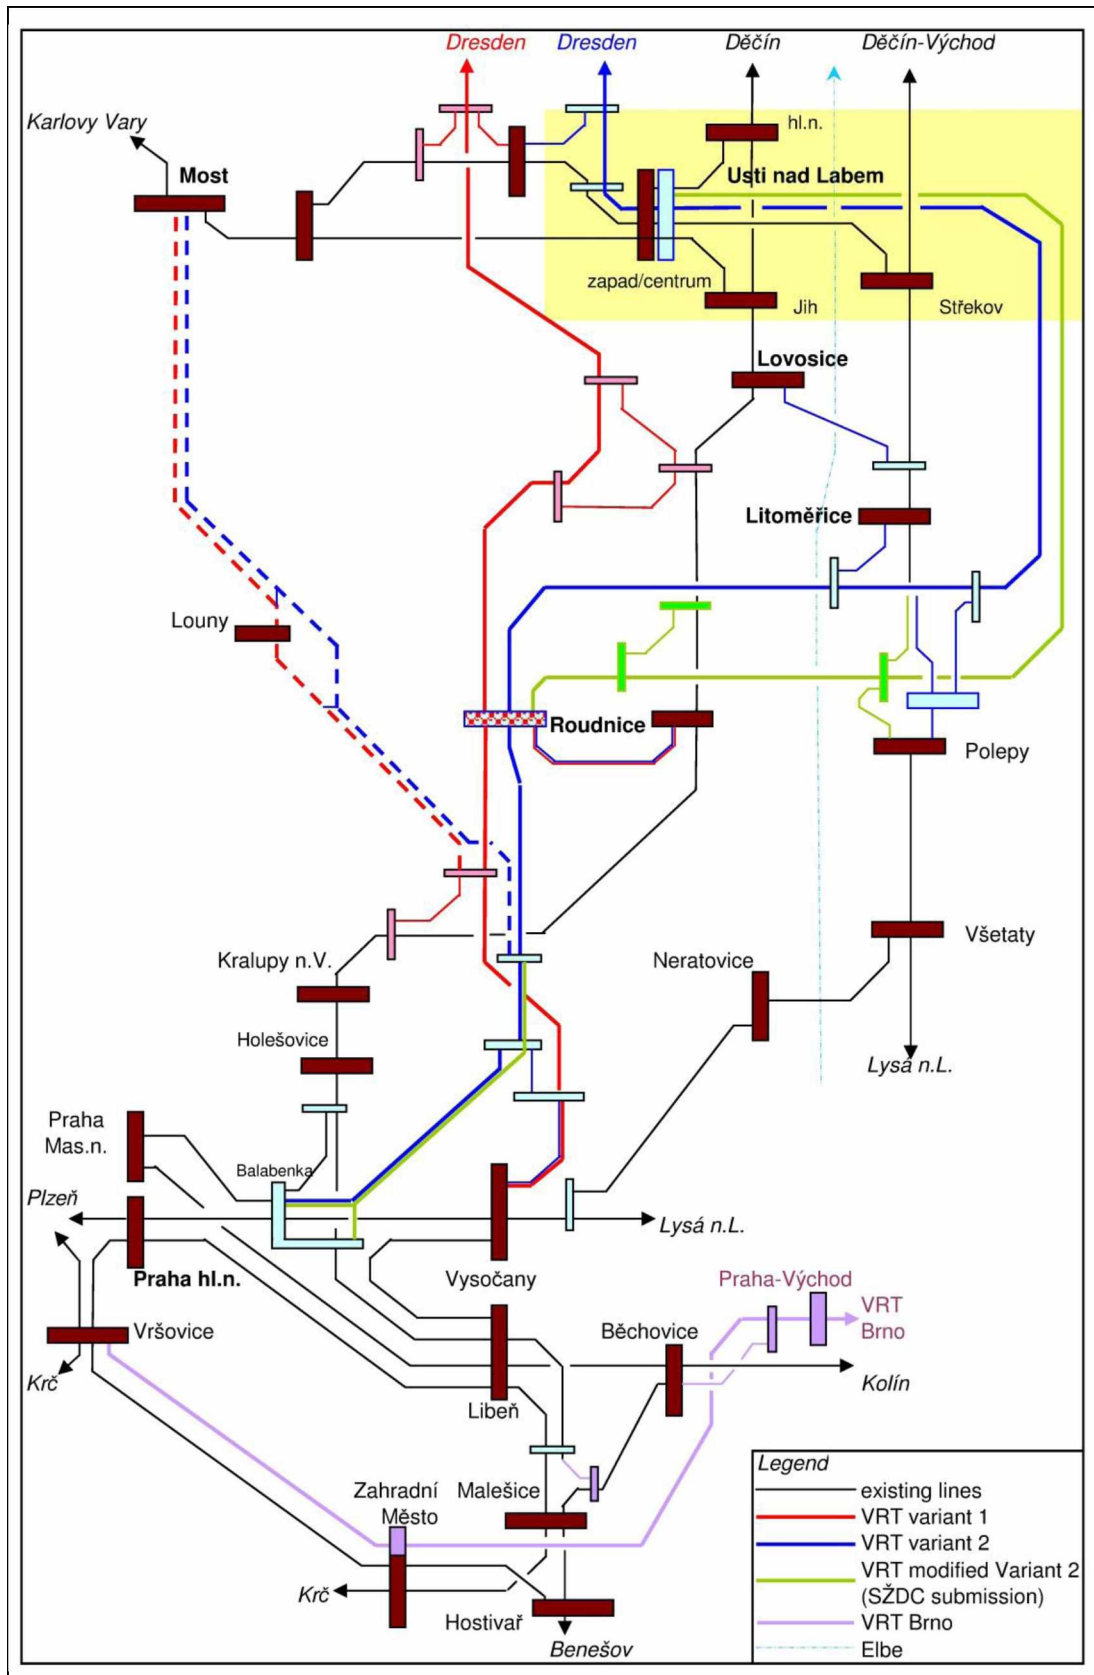 Dresden
Dresden
Děčín
Děčín-Východ
Karlovy Vary
hl.n.
Most
Usti nad Labem
zapad/centrum
Jih
Střekov
Lovosice
Litoměřice
Louny
Roudnice
Polepy
Všetaty
Kralupy n.V.
Neratovice
Holešovice
Lysá n.L.
Praha
Mas.n.
Balabenka
Plzeň
Lysá n.L.
Praha hl.n.
Vysočany
Praha-Východ
VRT
Brno
Vršovice
Běchovice
Krč
Kolín
Libeň
Zahradní
Město
Malešice
Krč
Hostivař
Benešov
Legend
existing lines
VRT variant 1
VRT variant 2
VRT modified Variant 2
(SŽDC submission)
VRT Brno
Elbe